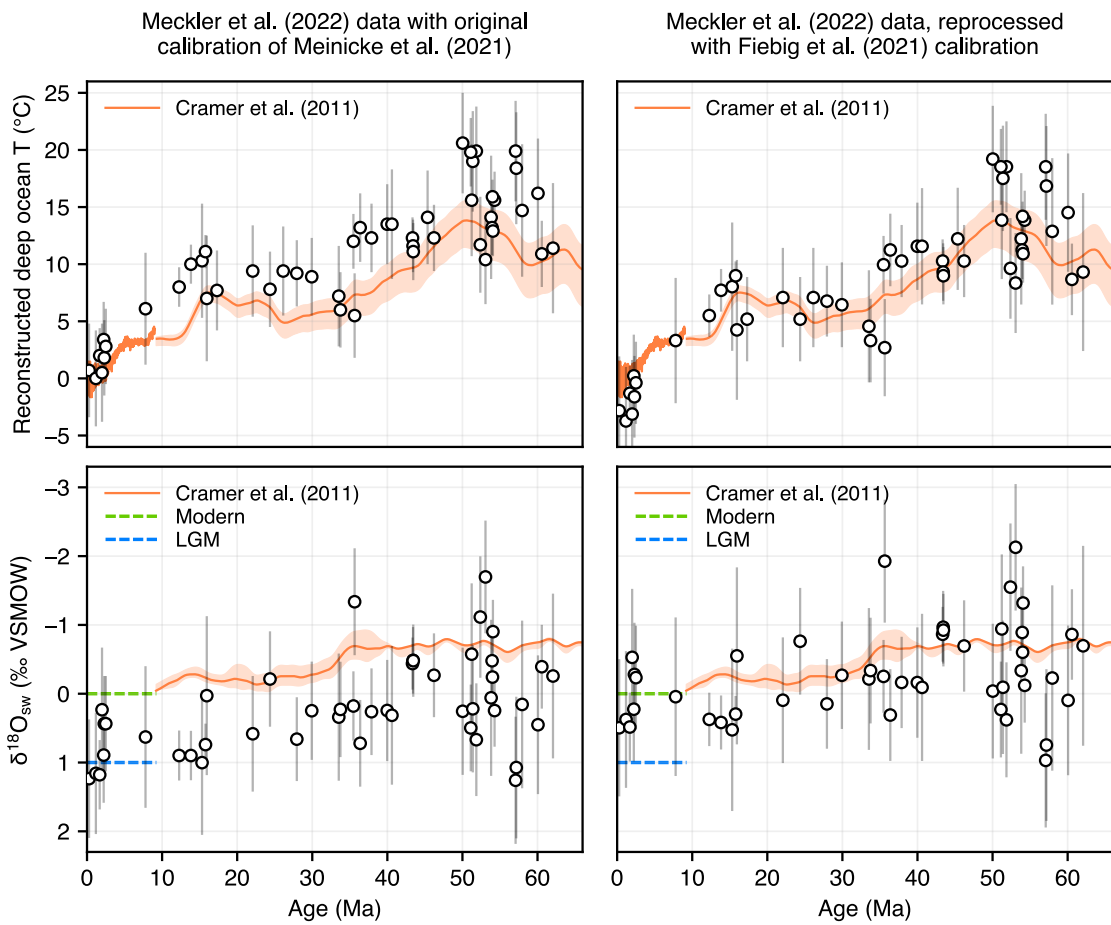 Meckler et al. (2022) data with original
calibration of Meinicke et al. (2021)
Meckler et al. (2022) data, reprocessed
with Fiebig et al. (2021) calibration
Reconstructed deep ocean T (°C)
25
20
15
10
5
0
−5
Cramer et al. (2011)
Cramer et al. (2011)
δ¹⁸Osw (‰ VSMOW)
−3
−2
−1
0
1
2
Cramer et al. (2011)
Modern
LGM
Cramer et al. (2011)
Modern
LGM
0 10 20 30 40 50 60
0 10 20 30 40 50 60
Age (Ma)
Age (Ma)